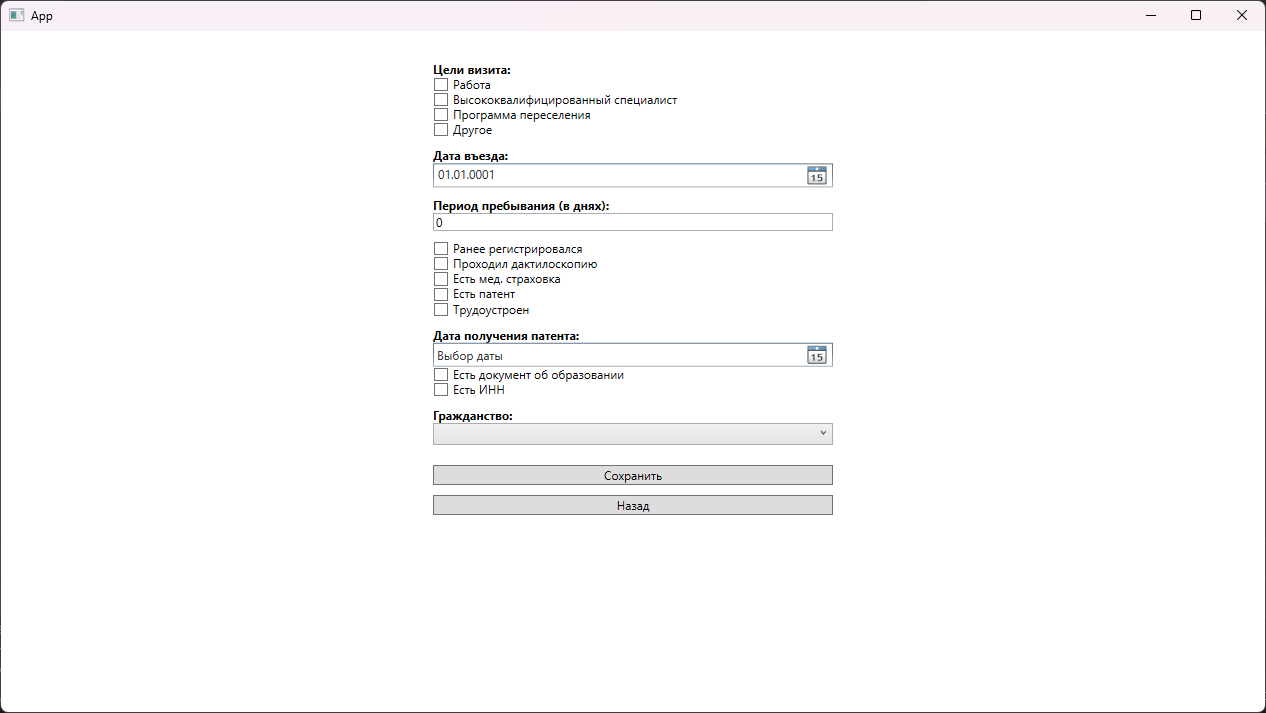 App
Цели визита:
Работа
Высококвалифицированный специалист
Программа переселения
Другое
Дата въезда:
01.01.0001
15
Период пребывания (в днях):
0
Ранее регистрировался
Проходил дактилоскопию
Есть мед. страховка
Есть патент
Трудоустроен
Дата получения патента:
Выбор даты
15
Есть документ об образовании
Есть ИНН
Гражданство:
Сохранить
Назад